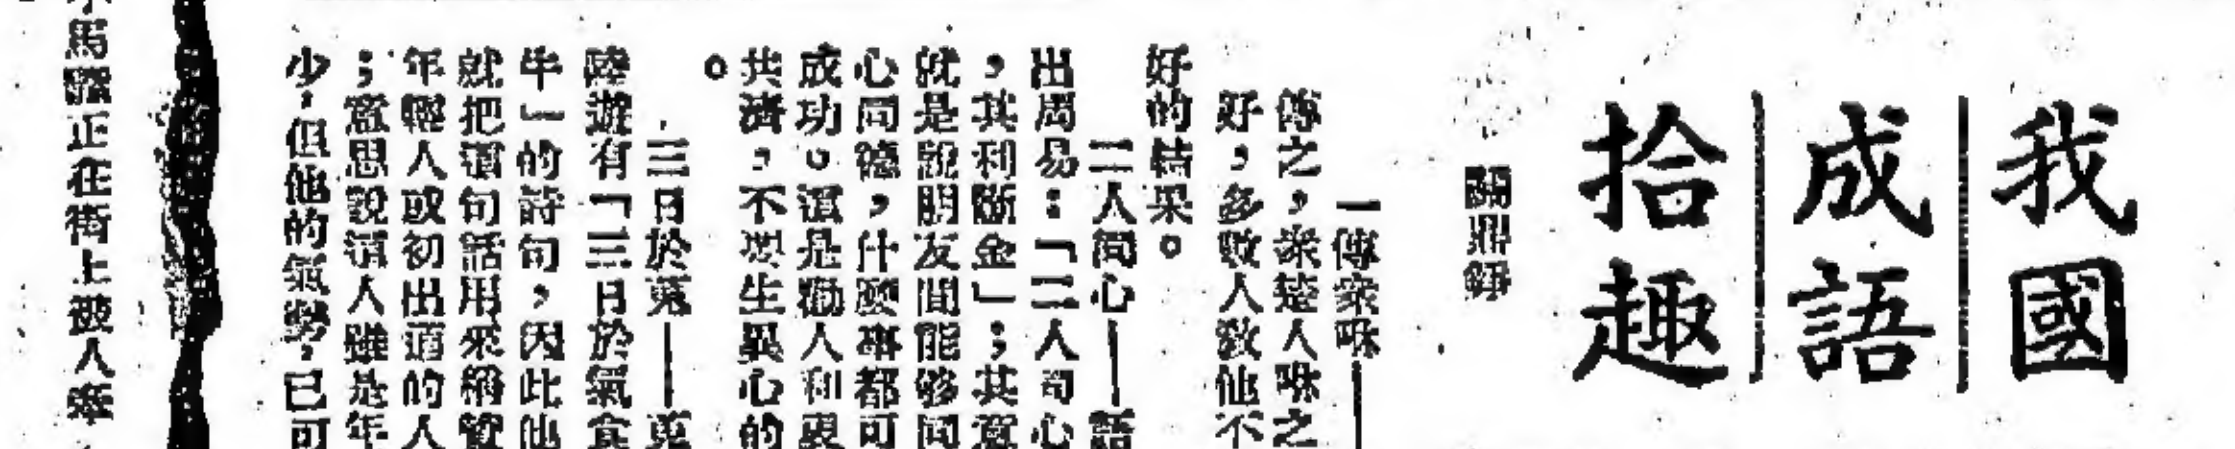 我國
成語
拾趣
關鼎錚
一傳衆咻——
傳之，衆楚人咻之
好，多數人教他不
好的結果。
二人同心——語
出周易：「二人同心
，其利斷金」；其意
就是說朋友間能够同
心同德，什麼事都可
成功。這是勸人和衷
共濟，不要生異心的
。
三日於菟——
陸遊有「三日於菟氣食
牛」的詩句，因此他
就把這句話用來稱贊
年輕人或初出道的人
；意思說這人雖是年
少，但他的氣勢，已可
馬 正在街上被人牽